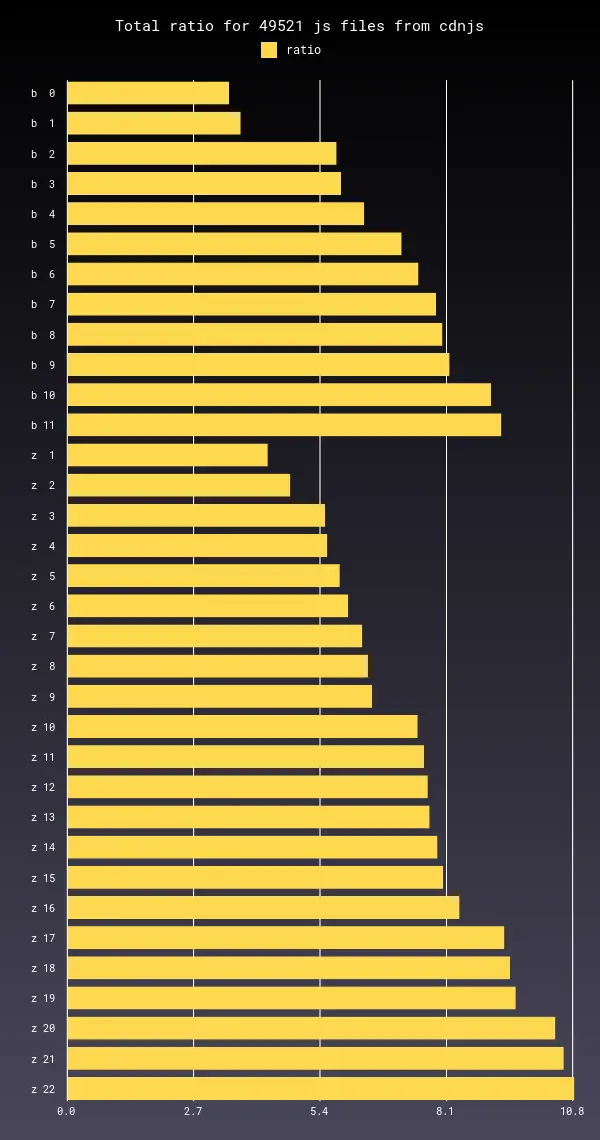 Total ratio for 49521 js files from cdnjs
ratio
b  0
b  1
b  2
b  3
b  4
b  5
b  6
b  7
b  8
b  9
b 10
b 11
z  1
z  2
z  3
z  4
z  5
z  6
z  7
z  8
z  9
z 10
z 11
z 12
z 13
z 14
z 15
z 16
z 17
z 18
z 19
z 20
z 21
z 22
0.0 2.7 5.4 8.1 10.8